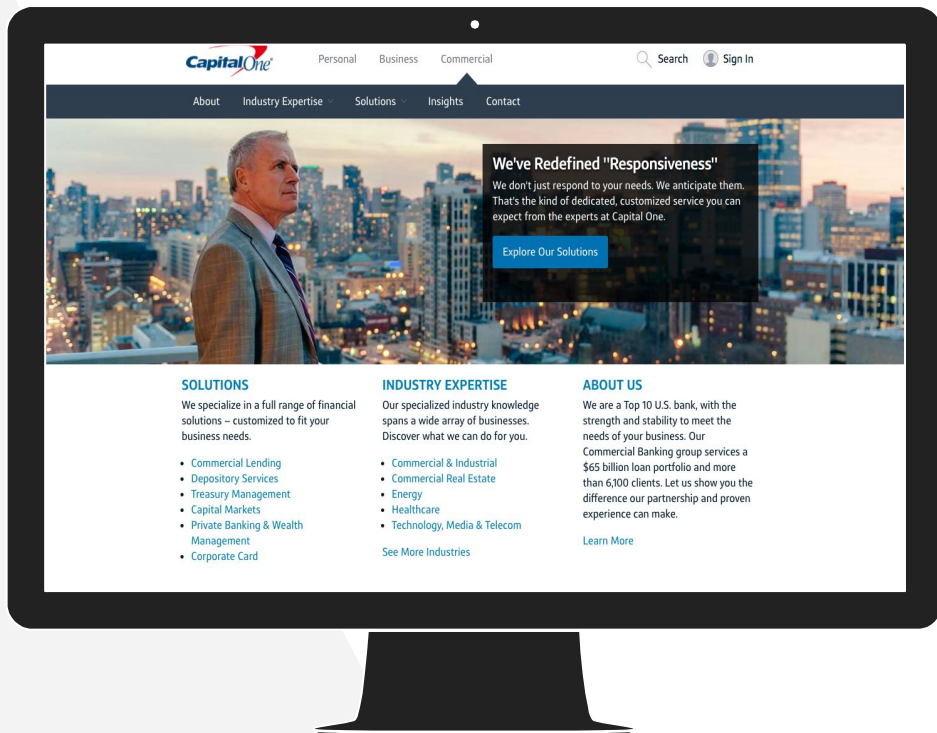 CapitalOne
Personal Business Commercial
Search Sign In
About Industry Expertise Solutions Insights Contact
We've Redefined "Responsiveness"
We don't just respond to your needs. We anticipate them.
That's the kind of dedicated, customized service you can
expect from the experts at Capital One.
Explore Our Solutions
SOLUTIONS
We specialize in a full range of financial
solutions – customized to fit your
business needs.
• Commercial Lending
• Depository Services
• Treasury Management
• Capital Markets
• Private Banking & Wealth
Management
• Corporate Card
INDUSTRY EXPERTISE
Our specialized industry knowledge
spans a wide array of businesses.
Discover what we can do for you.
• Commercial & Industrial
• Commercial Real Estate
• Energy
• Healthcare
• Technology, Media & Telecom
See More Industries
ABOUT US
We are a Top 10 U.S. bank, with the
strength and stability to meet the
needs of your business. Our
Commercial Banking group services a
$65 billion loan portfolio and more
than 6,100 clients. Let us show you the
difference our partnership and proven
experience can make.
Learn More